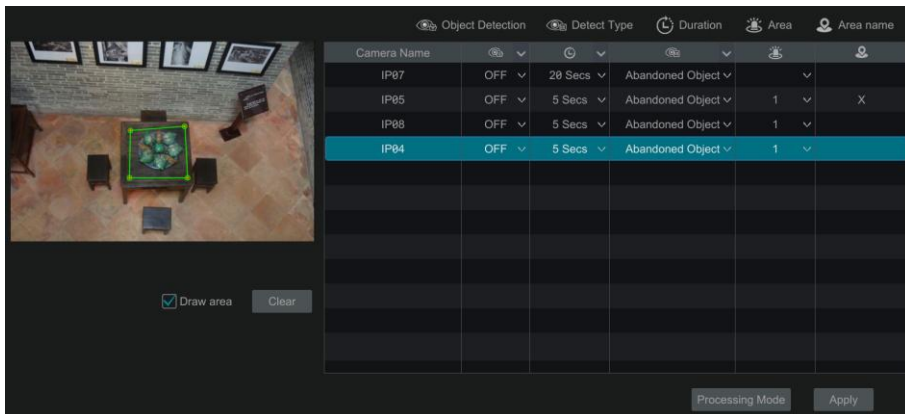 Object Detection Detect Type Duration Area Area name
Camera Name
IP07 OFF 20 Secs Abandoned Object
IP05 OFF 5 Secs Abandoned Object 1 X
IP08 OFF 5 Secs Abandoned Object 1
IP04 OFF 5 Secs Abandoned Object 1
Draw area Clear
Processing Mode Apply